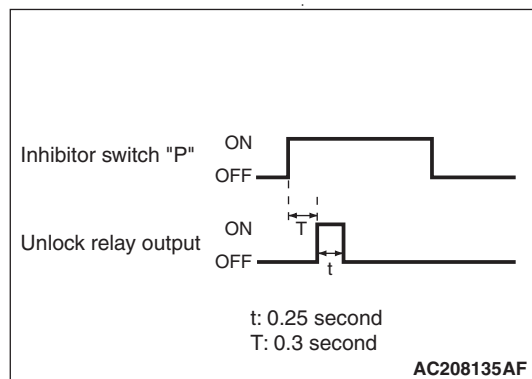 Inhibitor switch "P"
ON
OFF
T
Unlock relay output
ON
OFF
t
t: 0.25 second
T: 0.3 second
AC208135AF